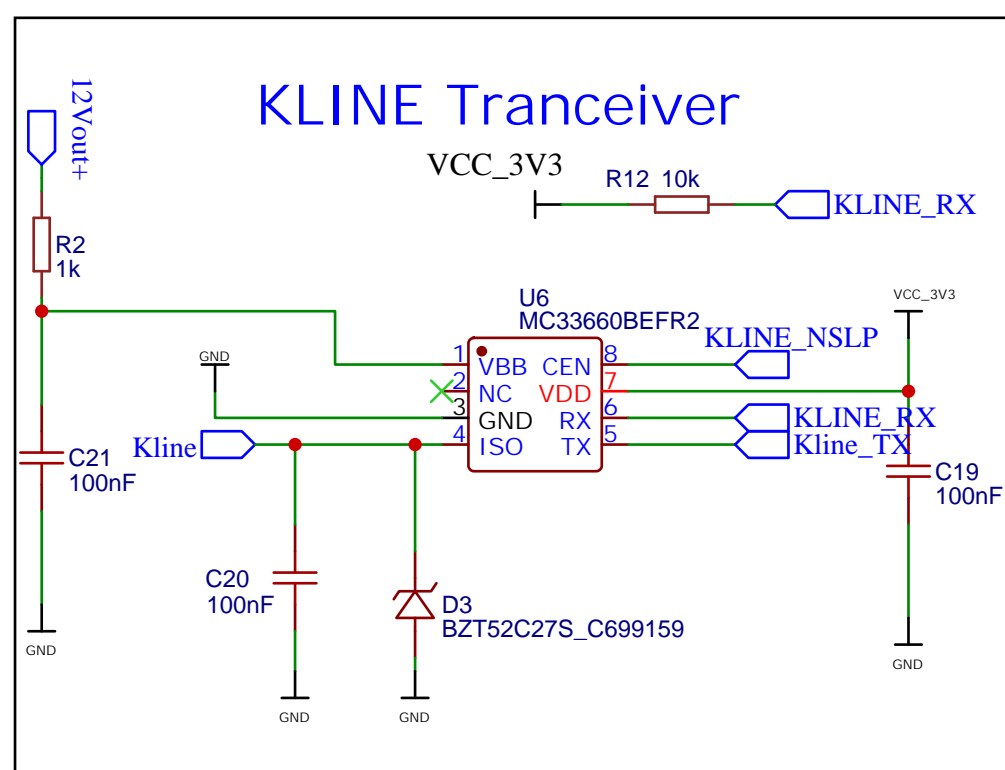 12Vout+
KLINE Tranceiver
VCC_3V3
R12 10k
KLINE_RX
R2
1k
U6
MC33660BEFR2
VCC_3V3
GND
KLINE_NSLP
1 VBB CEN 8
2 NC VDD 7
3 GND RX 6
4 ISO TX 5
KLINE_RX
Kline
Kline_TX
C21
100nF
C19
100nF
C20
100nF
D3
BZT52C27S_C699159
GND
GND
GND
GND